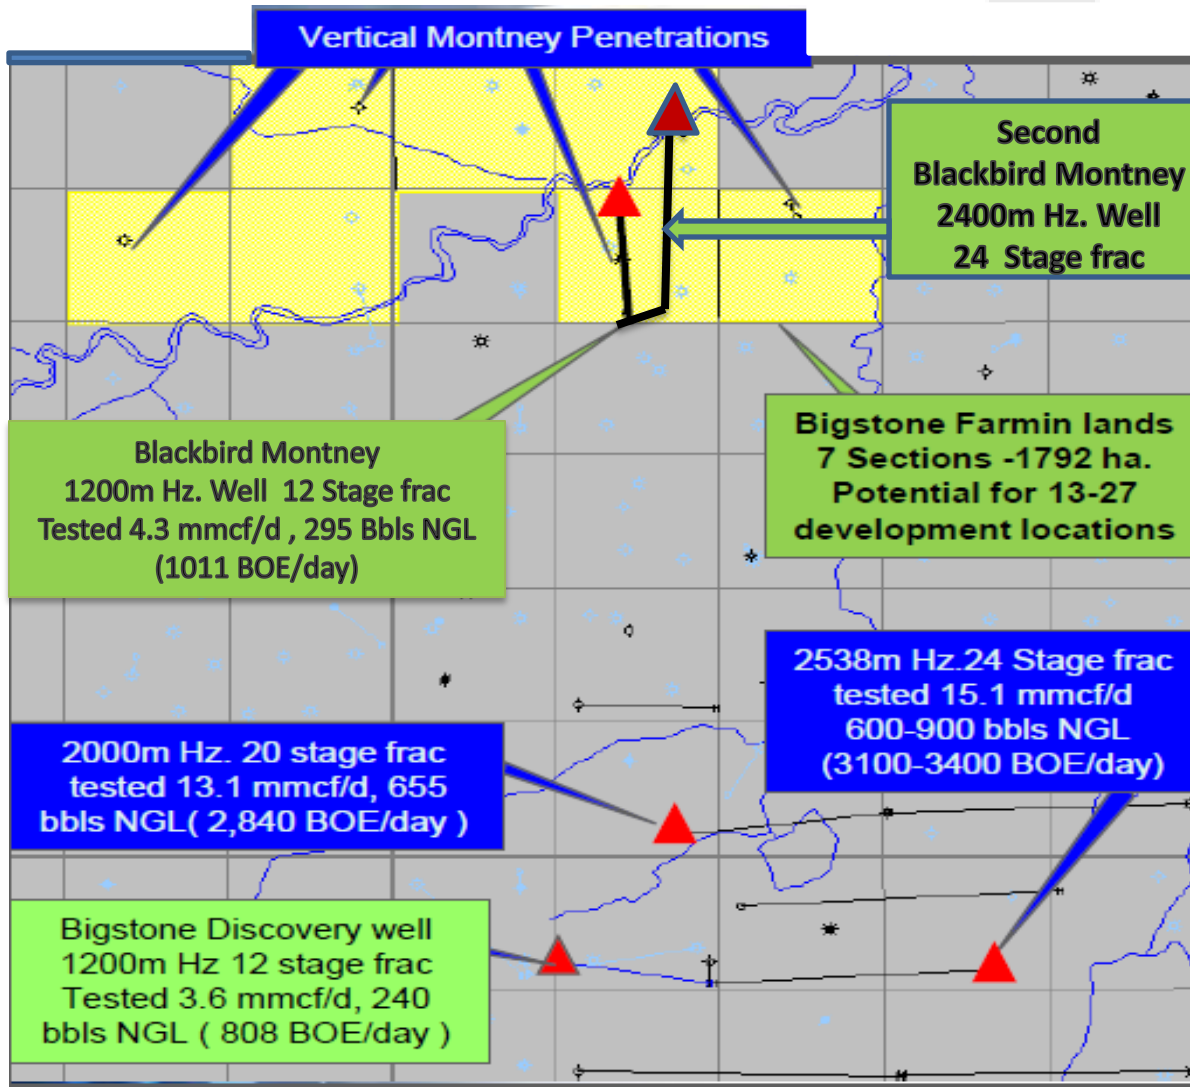 Vertical Montney Penetrations
Second
Blackbird Montney
2400m Hz. Well
24 Stage frac
Blackbird Montney
1200m Hz. Well 12 Stage frac
Tested 4.3 mmcf/d , 295 Bbls NGL
(1011 BOE/day)
Bigstone Farmin lands
7 Sections -1792 ha.
Potential for 13-27
development locations
2538m Hz.24 Stage frac
tested 15.1 mmcf/d
600-900 bbls NGL
(3100-3400 BOE/day)
2000m Hz. 20 stage frac
tested 13.1 mmcf/d, 655
bbls NGL( 2,840 BOE/day )
Bigstone Discovery well
1200m Hz 12 stage frac
Tested 3.6 mmcf/d, 240
bbls NGL ( 808 BOE/day )